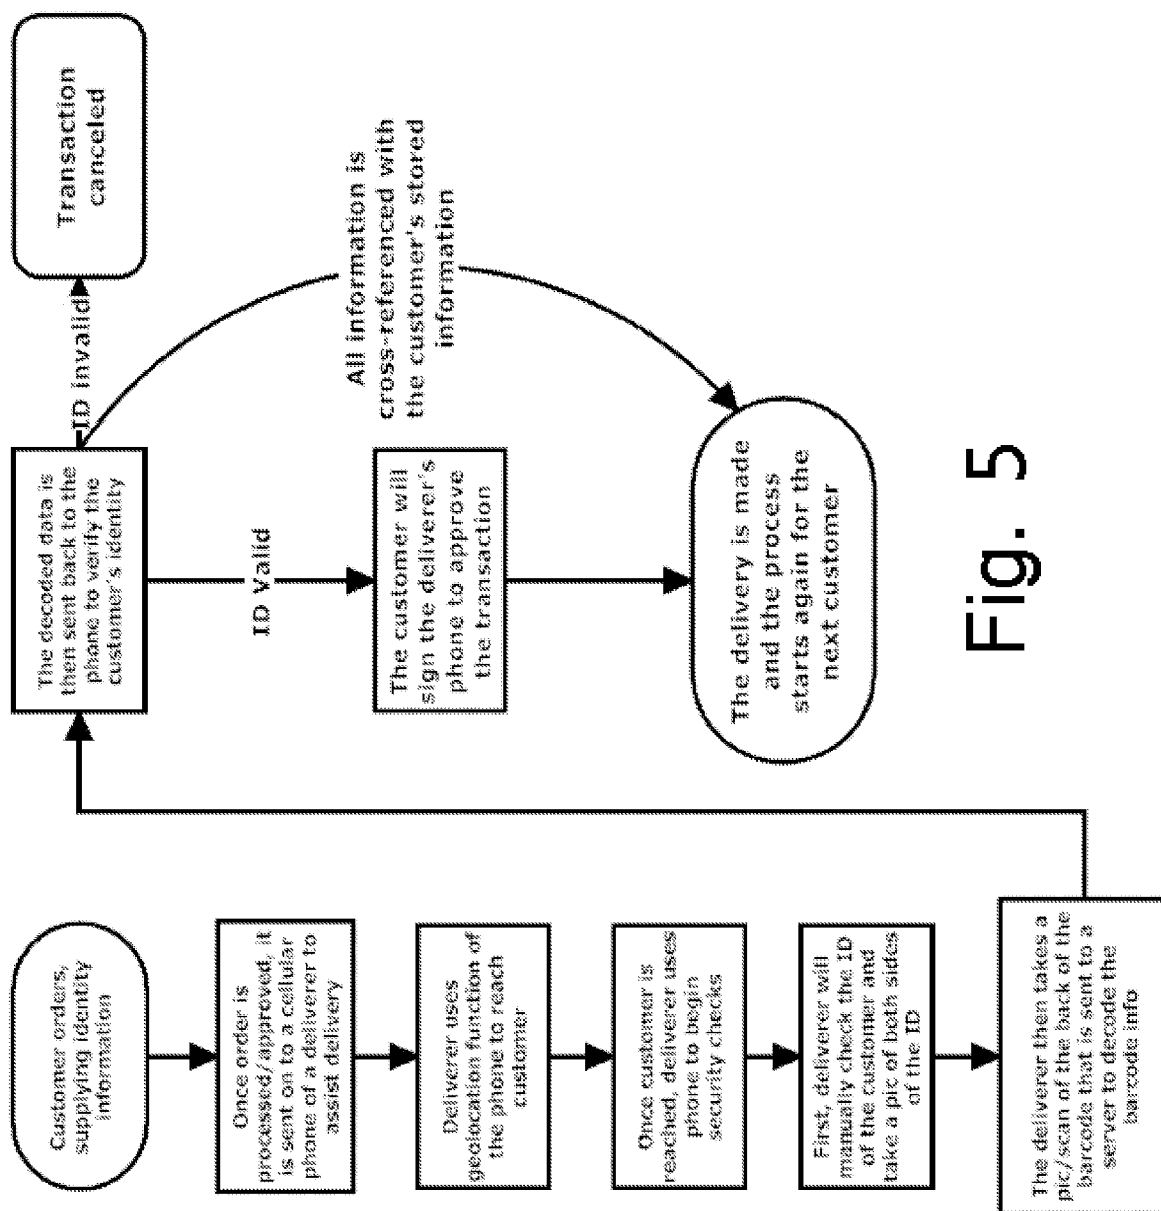 Customer orders,
supplying identity
information
Once order is
processed/approved, it
is sent on to a cellular
phone of a deliverer to
assist delivery
Deliverer uses
geolocation function of
the phone to reach
customer
Once customer is
reached, deliverer uses
phone to begin
security checks
First, deliverer will
manually check the ID
of the customer and
take a pic of both sides
of the ID
The deliverer then takes a
pic/scan of the back of the
barcode that is sent to a
server to decode the
barcode info
The decoded data is
then sent back to the
phone to verify the
customer's identity
ID invalid
Transaction
canceled
ID Valid
The customer will
sign the deliverer's
phone to approve
the transaction
All information is
cross-referenced with
the customer's stored
information
The delivery is made
and the process
starts again for the
next customer
Fig. 5